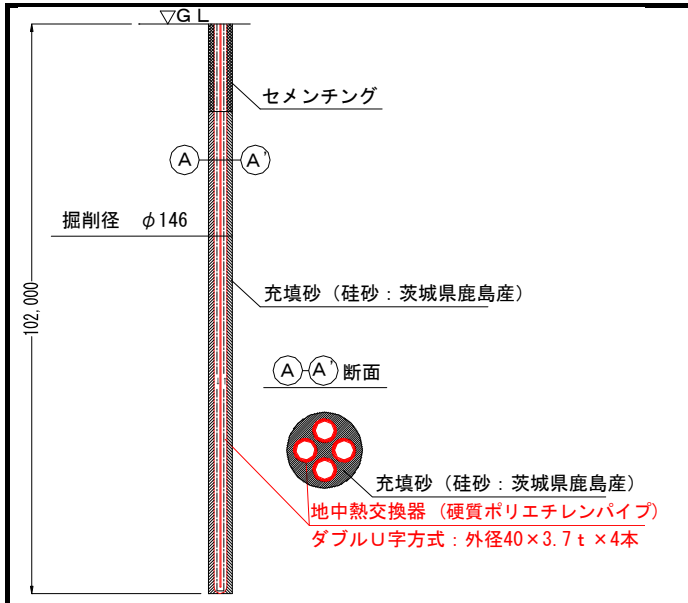 ▽GL
セメンチング
A A'
掘削径 φ146
102,000
充填砂（硅砂：茨城県鹿島産）
A-A' 断面
充填砂（硅砂：茨城県鹿島産）
地中熱交換器（硬質ポリエチレンパイプ）
ダブルU字方式：外径40×3.7t×4本